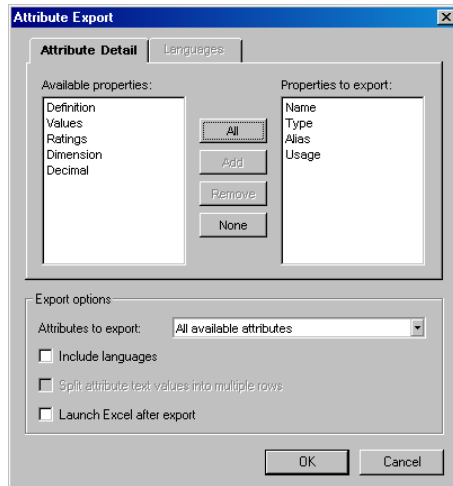 Attribute Export
Attribute Detail
Languages
Available properties:
Properties to export:
Definition
Values
Ratings
Dimension
Decimal
All
Add
Remove
None
Name
Type
Alias
Usage
Export options
Attributes to export:
All available attributes
Include languages
Split attribute text values into multiple rows
Launch Excel after export
OK
Cancel